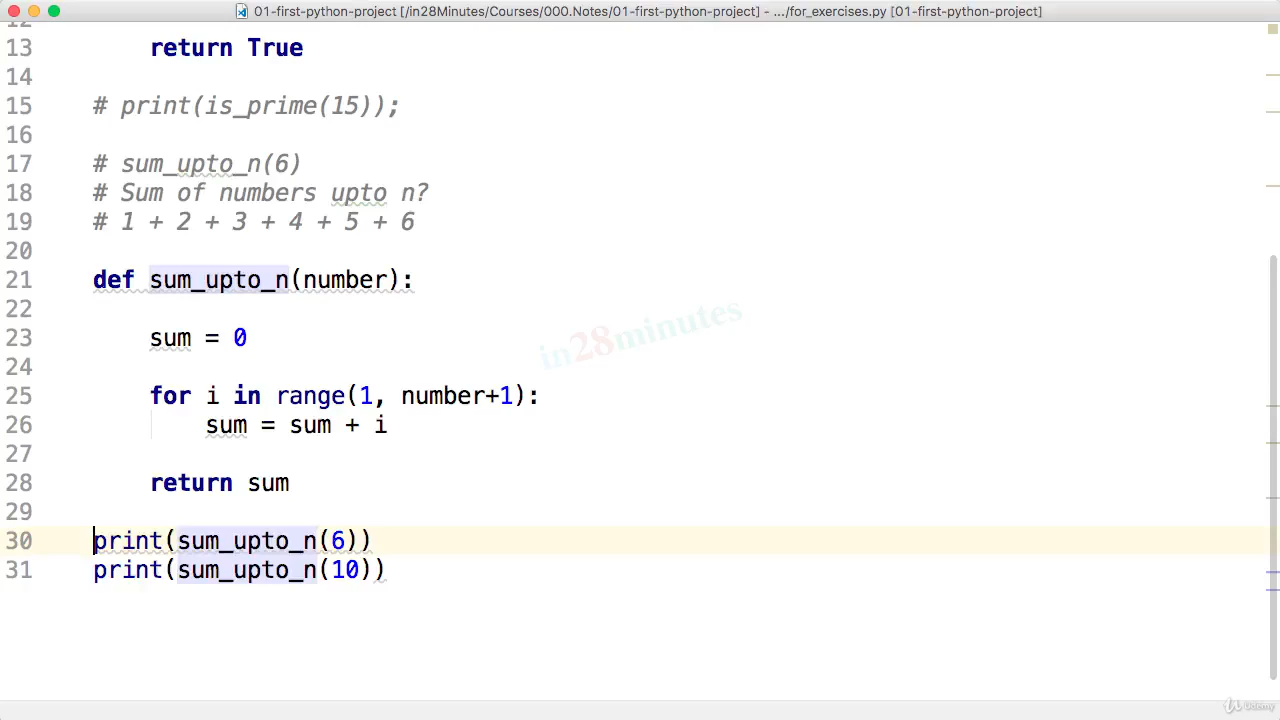 01-first-python-project [/in28Minutes/Courses/000.Notes/01-first-python-project] - .../for_exercises.py [01-first-python-project]
12
13 return True
14
15 # print(is_prime(15));
16
17 # sum_upto_n(6)
18 # Sum of numbers upto n?
19 # 1 + 2 + 3 + 4 + 5 + 6
20
21 def sum_upto_n(number):
22
23 sum = 0
24
25 for i in range(1, number+1):
26 sum = sum + i
27
28 return sum
29
30 print(sum_upto_n(6))
31 print(sum_upto_n(10))
in28minutes
Udemy